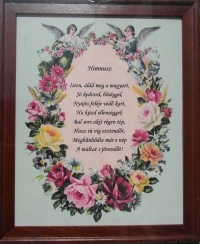 Himnusz
Isten, áldd meg a magyart,
Jó kedvvel, bőséggel,
Nyújts feléje védő kart,
Ha küzd ellenséggel;
Bal sors akit régen tép,
Hozz rá víg esztendőt,
Megbűnhődte már e nép
A múltat s jövendőt!